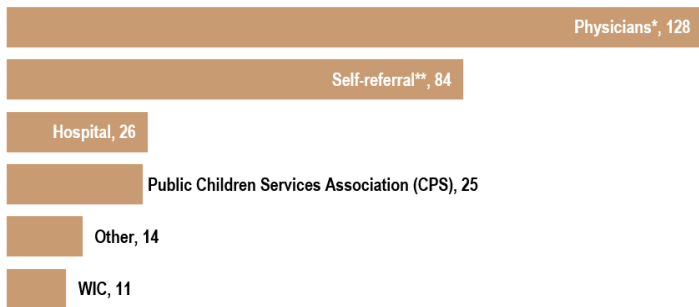 Physicians*, 128
Self-referral**, 84
Hospital, 26
Public Children Services Association (CPS), 25
Other, 14
WIC, 11